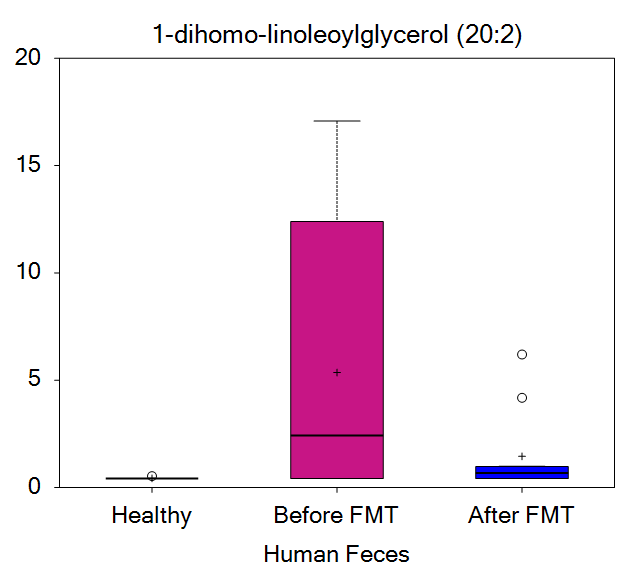 1-dihomo-linoleoylglycerol (20:2)
20
15
10
5
0
Healthy Before FMT After FMT
Human Feces